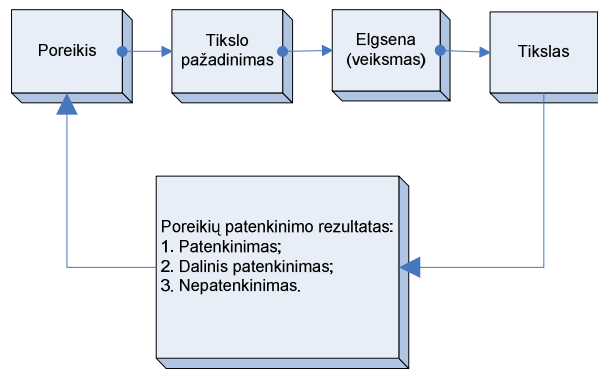 Poreikis
Tikslo
pažadinimas
Elgsena
(veiksmas)
Tikslas
Poreikių patenkinimo rezultatas:
1. Patenkinimas;
2. Dalinis patenkinimas;
3. Nepatenkinimas.